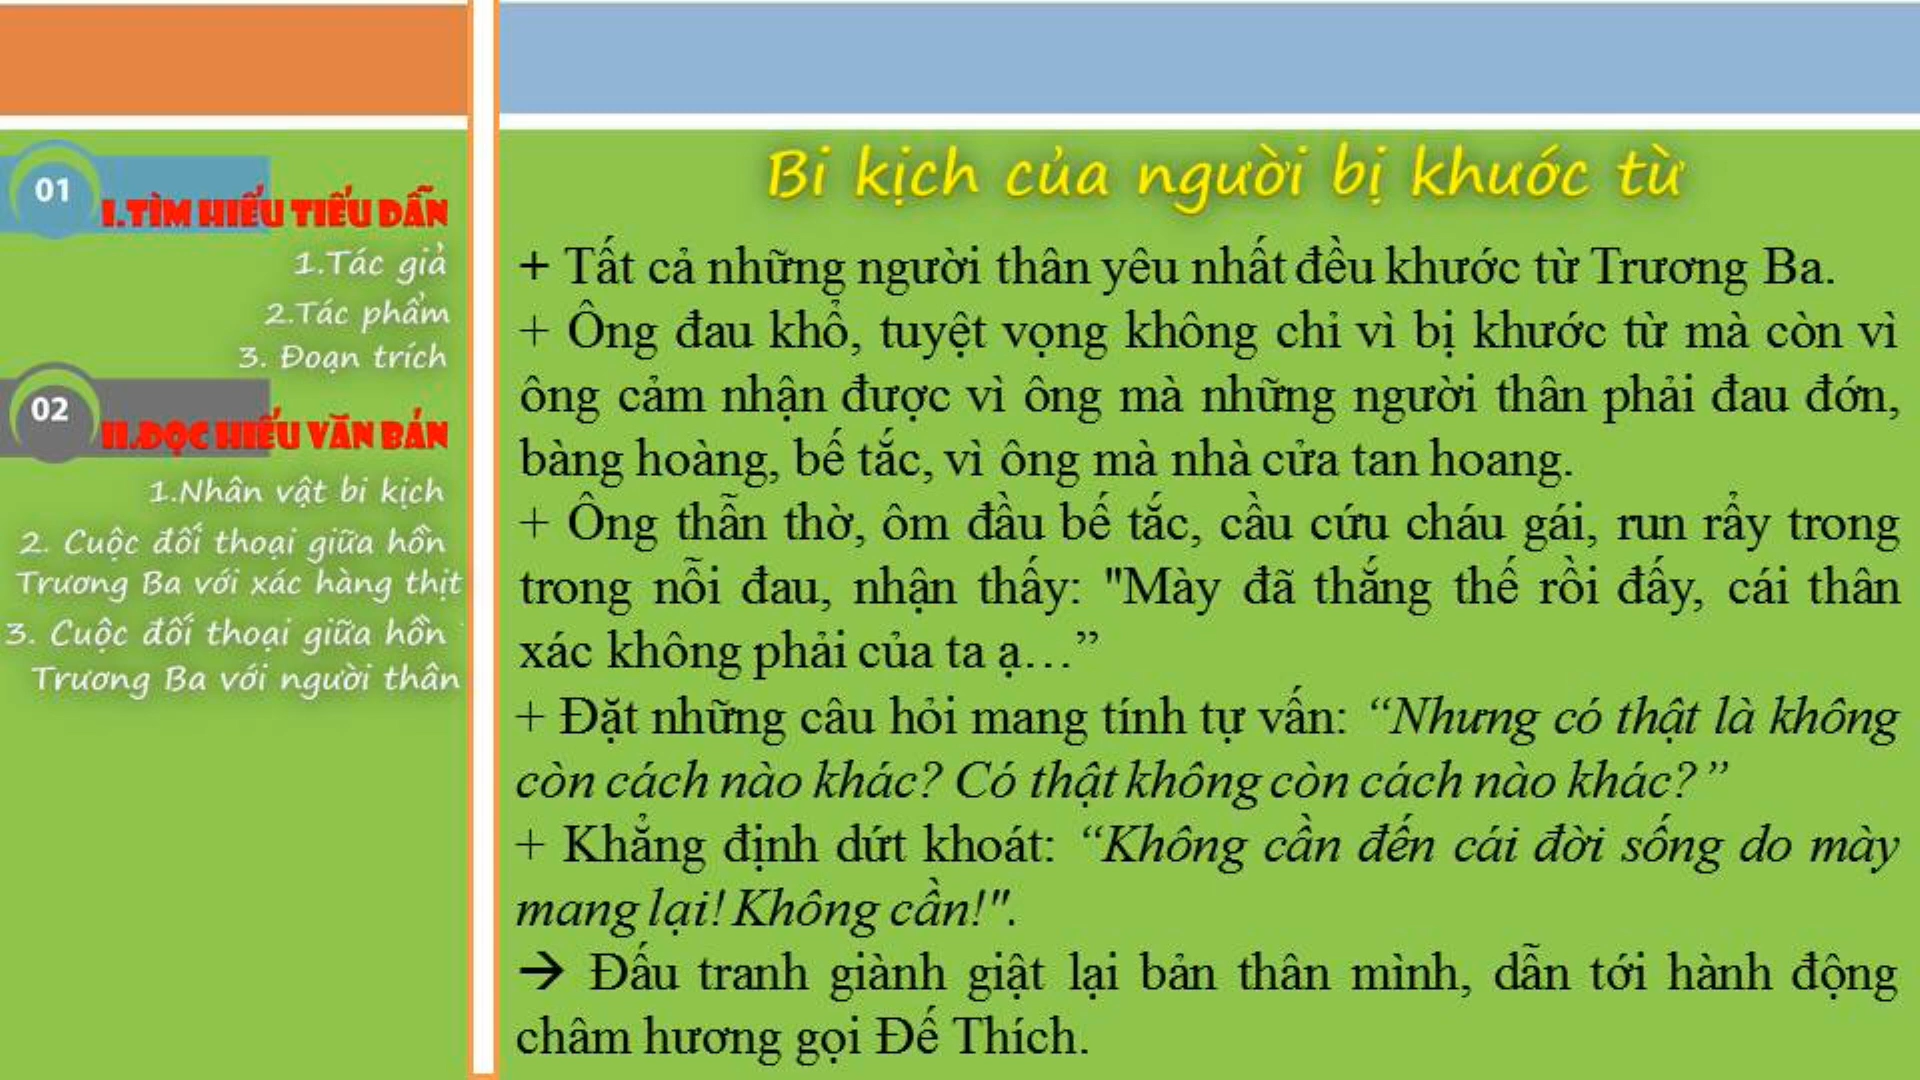 01
I.TÌM HIỂU TIỂU DẪN
1.Tác giả
2.Tác phẩm
3. Đoạn trích
02
II.ĐỌC HIỂU VĂN BẢN
1.Nhân vật bi kịch
2. Cuộc đối thoại giữa hồn
Trương Ba với xác hàng thịt
3. Cuộc đối thoại giữa hồn
Trương Ba với người thân
Bi kịch của người bị khước từ
+ Tất cả những người thân yêu nhất đều khước từ Trương Ba.
+ Ông đau khổ, tuyệt vọng không chỉ vì bị khước từ mà còn vì
ông cảm nhận được vì ông mà những người thân phải đau đớn,
bàng hoàng, bế tắc, vì ông mà nhà cửa tan hoang.
+ Ông thẫn thờ, ôm đầu bế tắc, cầu cứu cháu gái, run rẩy trong
trong nỗi đau, nhận thấy: "Mày đã thắng thế rồi đấy, cái thân
xác không phải của ta ạ…”
+ Đặt những câu hỏi mang tính tự vấn: “Nhưng có thật là không
còn cách nào khác? Có thật không còn cách nào khác?”
+ Khẳng định dứt khoát: “Không cần đến cái đời sống do mày
mang lại! Không cần!".
→ Đấu tranh giành giật lại bản thân mình, dẫn tới hành động
châm hương gọi Đế Thích.